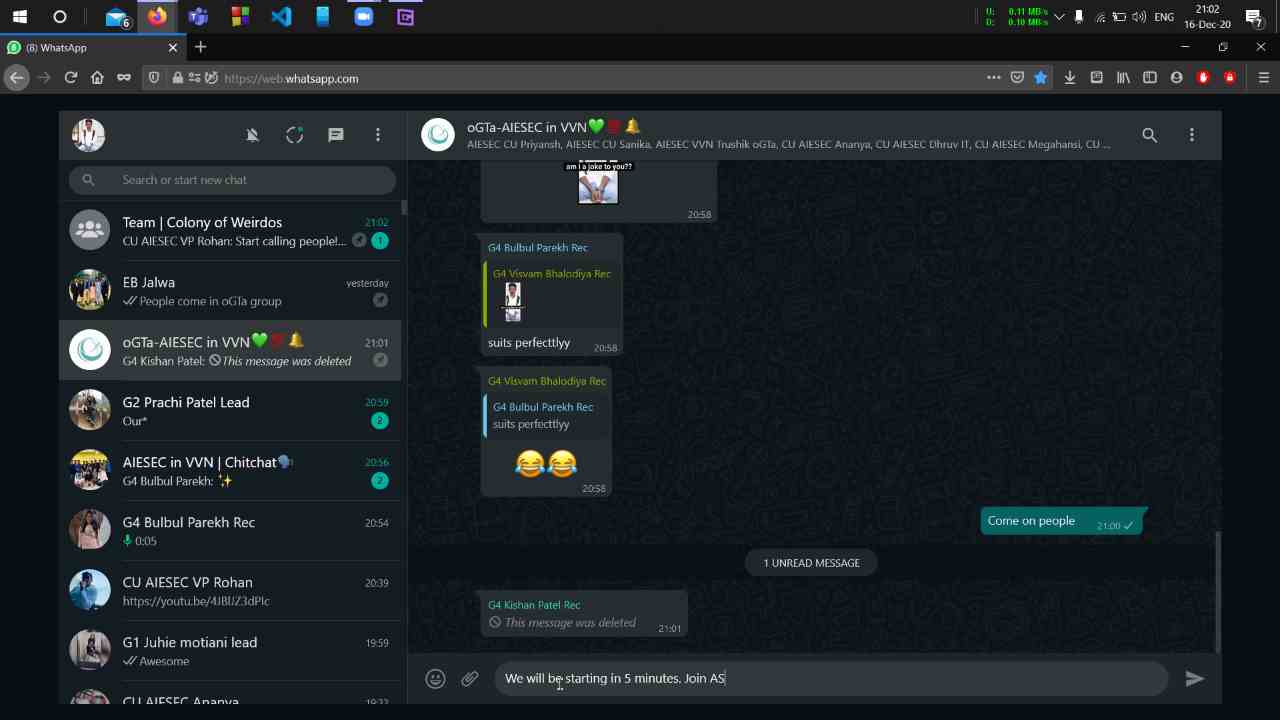 6
U: 0.11 MB/s
D: 0.10 MB/s
ENG
21:02
16-Dec-20
7
(8) WhatsApp
https://web.whatsapp.com
Search or start new chat
Team | Colony of Weirdos
21:02
CU AIESEC VP Rohan: Start calling people!...
1
EB Jalwa
yesterday
People come in oGTa group
oGTa-AIESEC in VVN💚💯🔔
21:01
G4 Kishan Patel: This message was deleted
G2 Prachi Patel Lead
20:59
Our*
2
AIESEC in VVN | Chitchat🗣
20:56
G4 Bulbul Parekh: ✨
2
G4 Bulbul Parekh Rec
20:54
0:05
CU AIESEC VP Rohan
20:39
G1 Juhie motiani lead
19:59
Awesome
CU AIESEC Ananya
19:32
oGTa-AIESEC in VVN💚💯🔔
AIESEC CU Priyansh, AIESEC CU Sanika, AIESEC VVN Trushik oGTa, CU AIESEC Ananya, CU AIESEC Dhruv IT, CU AIESEC Megahansi, CU ...
am I a joke to you??
20:58
G4 Bulbul Parekh Rec
G4 Visvam Bhalodiya Rec
suits perfecttlyy
20:58
G4 Visvam Bhalodiya Rec
G4 Bulbul Parekh Rec
suits perfecttlyy
😂😂
20:58
Come on people
21:00
1 UNREAD MESSAGE
G4 Kishan Patel Rec
This message was deleted
21:01
We will be starting in 5 minutes. Join AS